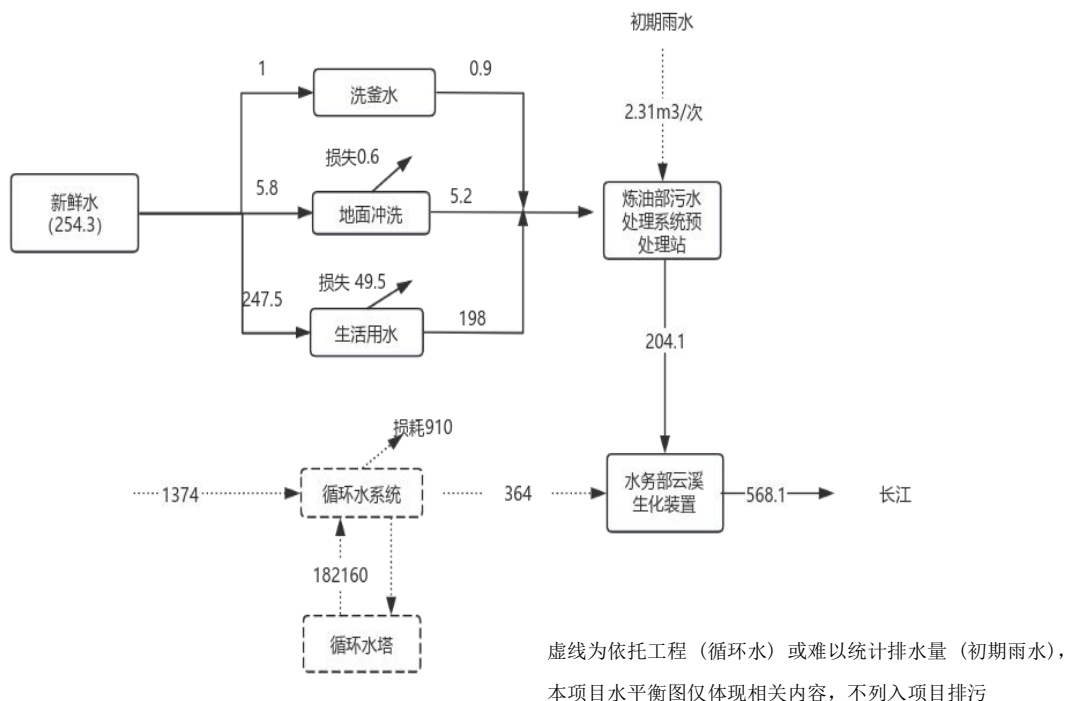 初期雨水
1
0.9
洗釜水
2.31m3/次
损失0.6
新鲜水
(254.3)
5.8
地面冲洗
5.2
炼油部污水
处理系统预
处理站
损失 49.5
247.5
生活用水
198
204.1
损耗910
1374
循环水系统
364
水务部云溪
生化装置
568.1
长江
182160
循环水塔
虚线为依托工程（循环水）或难以统计排水量（初期雨水），
本项目水平衡图仅体现相关内容，不列入项目排污